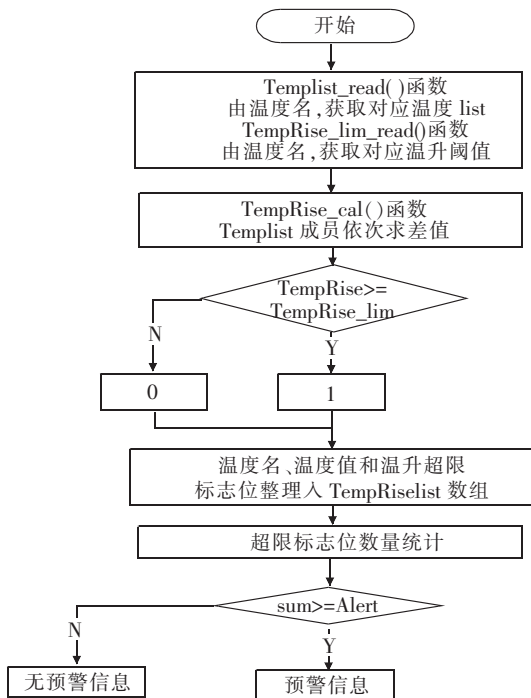 开始
Templist_read( )函数
由温度名,获取对应温度 list
TempRise_lim_read()函数
由温度名,获取对应温升阈值
TempRise_cal( )函数
Templist 成员依次求差值
TempRise>=
TempRise_lim
N
Y
0
1
温度名、温度值和温升超限
标志位整理入 TempRiselist 数组
超限标志位数量统计
sum>=Alert
N
Y
无预警信息
预警信息